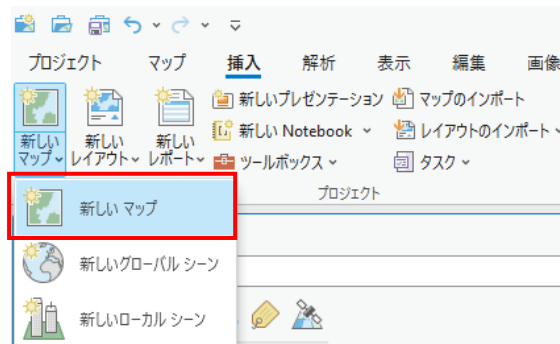 プロジェクト マップ 挿入 解析 表示 編集 画像
新しいプレゼンテーション マップのインポート
新しい Notebook レイアウトのインポート
ツールボックス タスク
新しい
マップ
新しい
レイアウト
新しい
レポート
プロジェクト
新しい マップ
新しいグローバル シーン
新しいローカル シーン